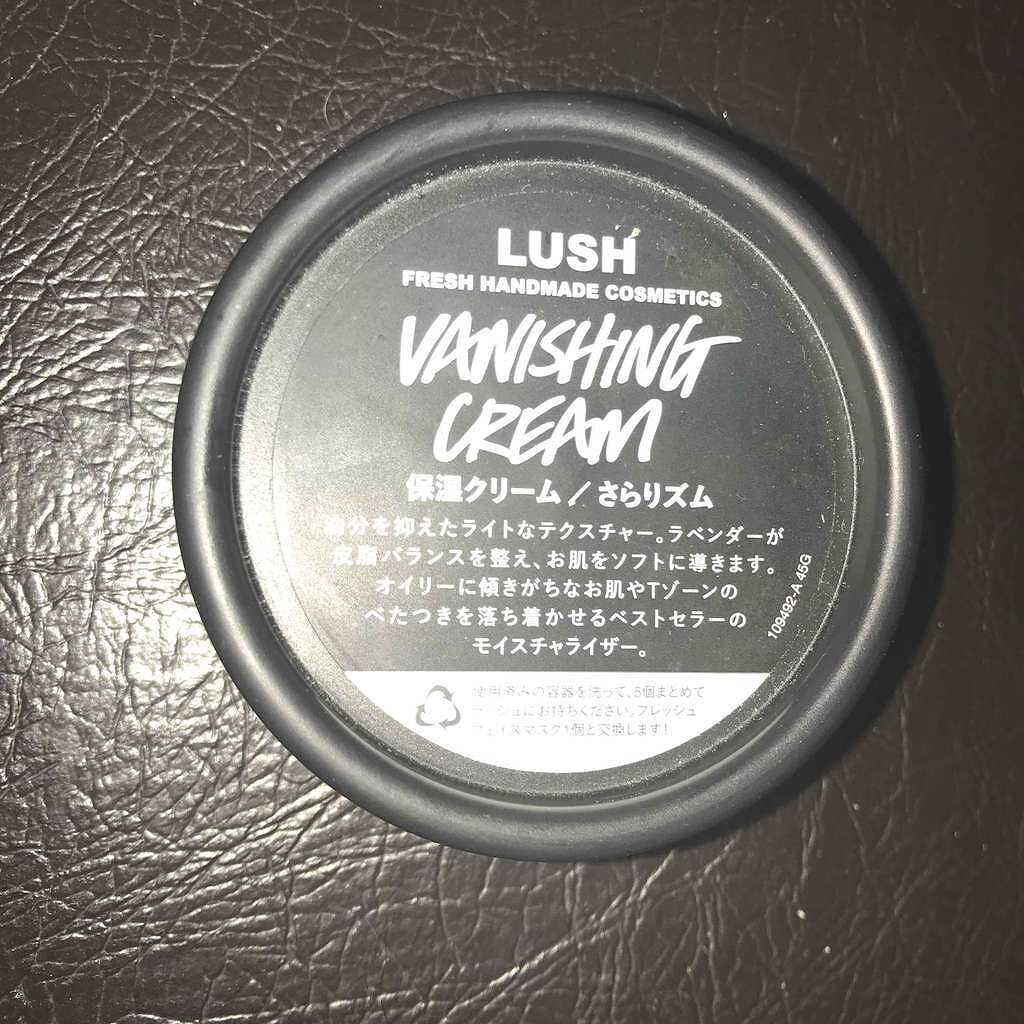 LUSH
FRESH HANDMADE COSMETICS
VANISHING
CREAM
保湿クリーム／さらりズム
油分を抑えたライトなテクスチャー。ラベンダーが
皮脂バランスを整え、お肌をソフトに導きます。
オイリーに傾きがちなお肌やTゾーンの
べたつきを落ち着かせるベストセラーの
モイスチャライザー。
109492-A 45G
使用済みの容器を洗って、5個まとめて
ラッシュにお持ちください。フレッシュ
フェイスマスク1個と交換します!